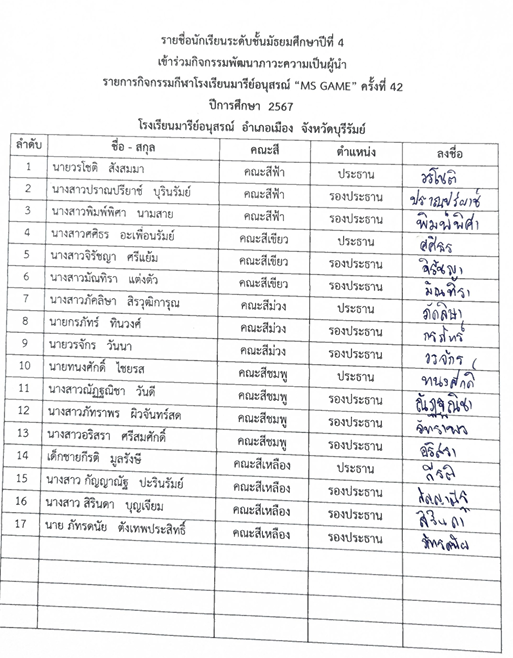 รายชื่อนักเรียนระดับชั้นมัธยมศึกษาปีที่ 4
เข้าร่วมกิจกรรมพัฒนาภาวะความเป็นผู้นำ
รายการกิจกรรมกีฬาโรงเรียนมารีย์อนุสรณ์ "MS GAME" ครั้งที่ 42
ปีการศึกษา 2567
โรงเรียนมารีย์อนุสรณ์ อำเภอเมือง จังหวัดบุรีรัมย์
ลำดับ ชื่อ - สกุล คณะสี ตำแหน่ง ลงชื่อ
1 นายวรโชติ สังสมมา คณะสีฟ้า ประธาน วรโชติ
2 นางสาวปราณปรียาช์ บุรินรัมย์ คณะสีฟ้า รองประธาน ปราณปรียาช์
3 นางสาวพิมพ์พิศา นามสาย คณะสีฟ้า รองประธาน พิมพ์พิศา
4 นางสาวศศิธร อะเพื่อนรัมย์ คณะสีเขียว ประธาน ศศิธร
5 นางสาวจิรัชญา ศรีแย้ม คณะสีเขียว รองประธาน จิรัชญา
6 นางสาวมัณทิรา แต่งตัว คณะสีเขียว รองประธาน มัณทิรา
7 นางสาวภัคลิษา สิรวุฒิการุณ คณะสีม่วง ประธาน ภัคลิษา
8 นายกรภัทร์ ทินวงศ์ คณะสีม่วง รองประธาน กรภัทร์
9 นายวรจักร วันนา คณะสีม่วง รองประธาน วรจักร
10 นายทนงศักดิ์ ไชยรส คณะสีชมพู ประธาน ทนงศักดิ์
11 นางสาวณัฏฐณิชา วันดี คณะสีชมพู รองประธาน ณัฏฐณิชา
12 นางสาวภัทราพร ผิวจันทร์สด คณะสีชมพู รองประธาน ภัทราพร
13 นางสาวอริสรา ศรีสมศักดิ์ คณะสีชมพู รองประธาน อริสรา
14 เด็กชายกีรติ มูลรังษี คณะสีเหลือง ประธาน กีรติ
15 นางสาว กัญญาณัฐ ปะรินรัมย์ คณะสีเหลือง รองประธาน กัญญาณัฐ
16 นางสาว สิรินดา บุญเจียม คณะสีเหลือง รองประธาน สิรินดา
17 นาย ภัทรดนัย ตังเทพประสิทธิ์ คณะสีเหลือง รองประธาน ภัทรดนัย